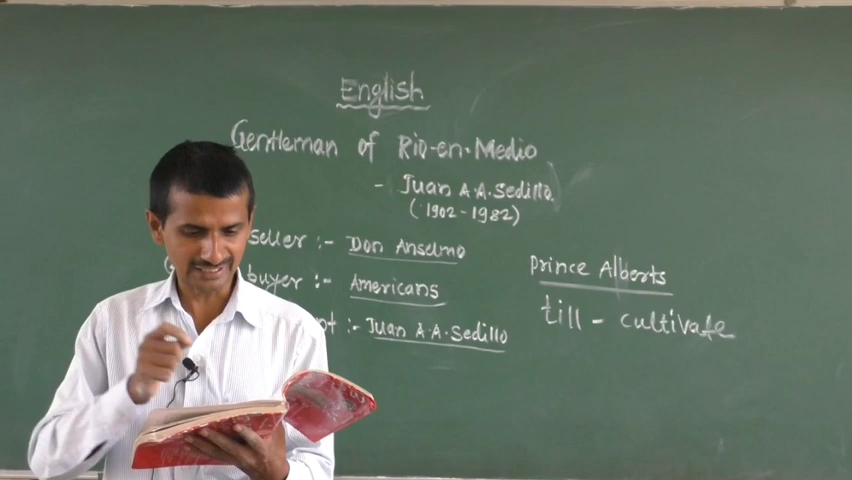 English
Gentleman of Rio-en-Medio
- Juan A.A. Sedillo
(1902-1982)
seller :- Don Anselmo
buyer :- Americans
pt :- Juan A.A. Sedillo
Prince Alberts
till - cultivate